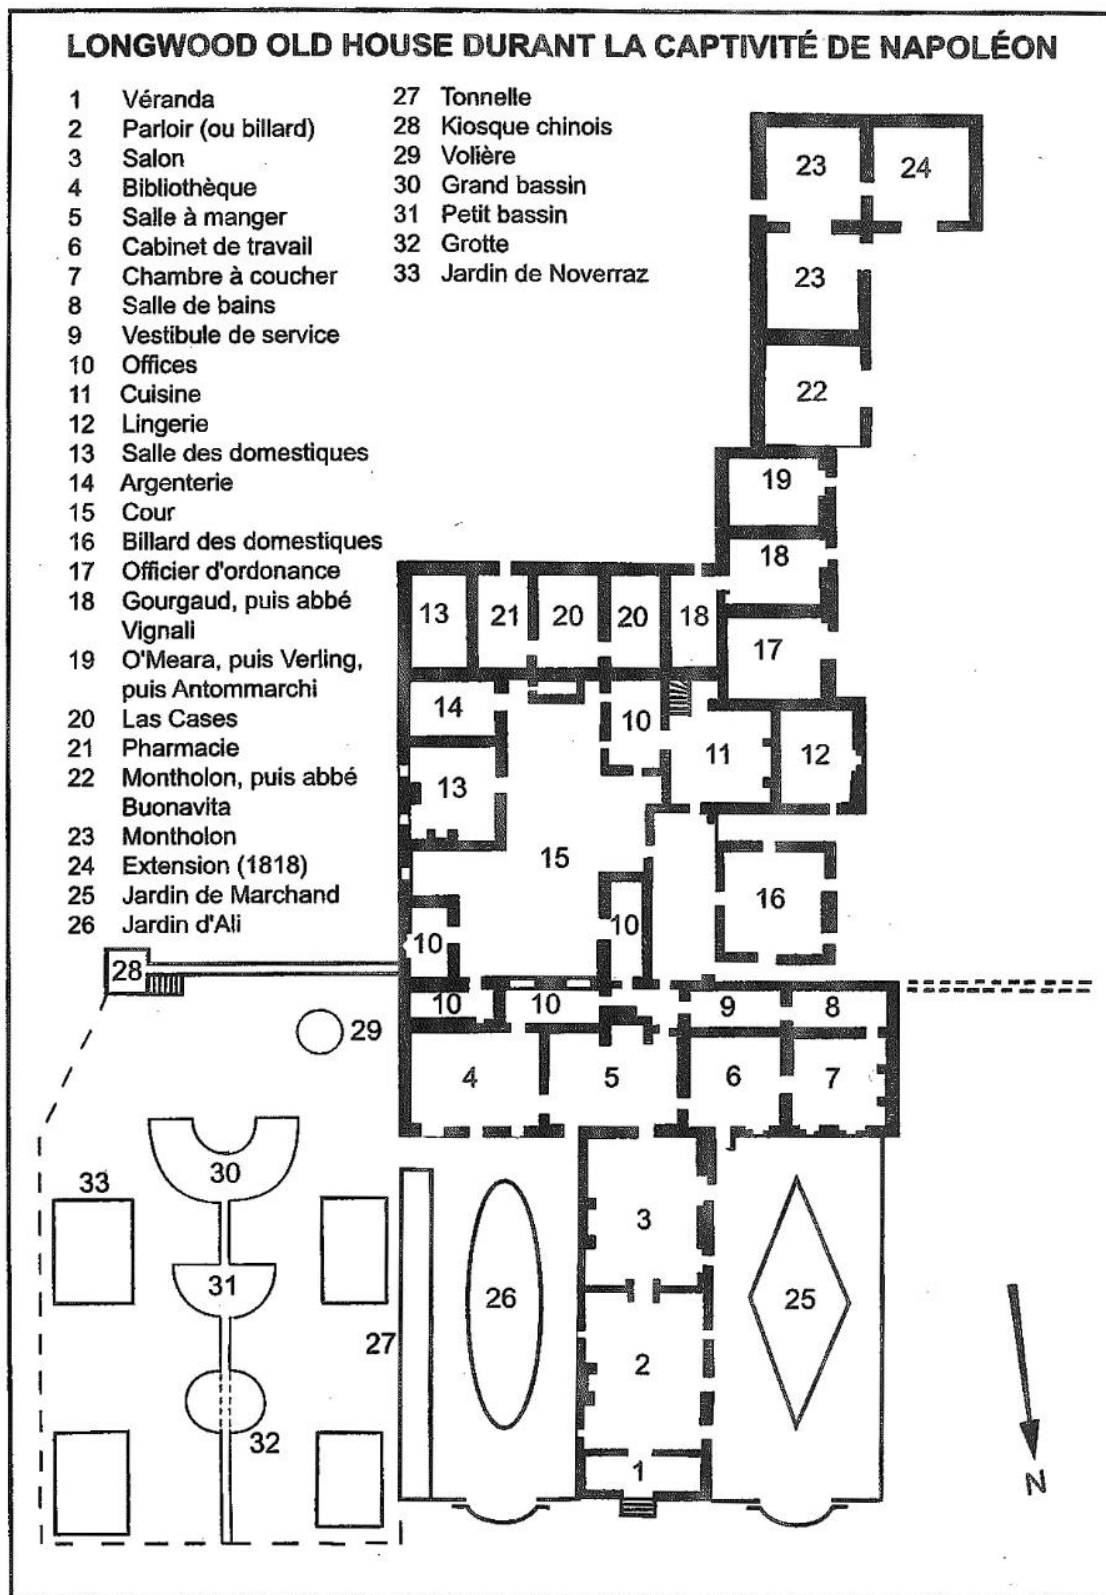 LONGWOOD OLD HOUSE DURANT LA CAPTIVITÉ DE NAPOLÉON
1 Véranda
2 Parloir (ou billard)
3 Salon
4 Bibliothèque
5 Salle à manger
6 Cabinet de travail
7 Chambre à coucher
8 Salle de bains
9 Vestibule de service
10 Offices
11 Cuisine
12 Lingerie
13 Salle des domestiques
14 Argenterie
15 Cour
16 Billard des domestiques
17 Officier d'ordonance
18 Gourgaud, puis abbé
Vignali
19 O'Meara, puis Verling,
puis Antommarchi
20 Las Cases
21 Pharmacie
22 Montholon, puis abbé
Buonavita
23 Montholon
24 Extension (1818)
25 Jardin de Marchand
26 Jardin d'Ali
27 Tonnelle
28 Kiosque chinois
29 Volière
30 Grand bassin
31 Petit bassin
32 Grotte
33 Jardin de Noverraz
23 24
23
22
19
18
13 21 20 20 18
17
14 10
11 12
13
15
16
10 10
28
10 10 9 8
29
4 5 6 7
30
33
3
31
26 25
27
2
32
1
N